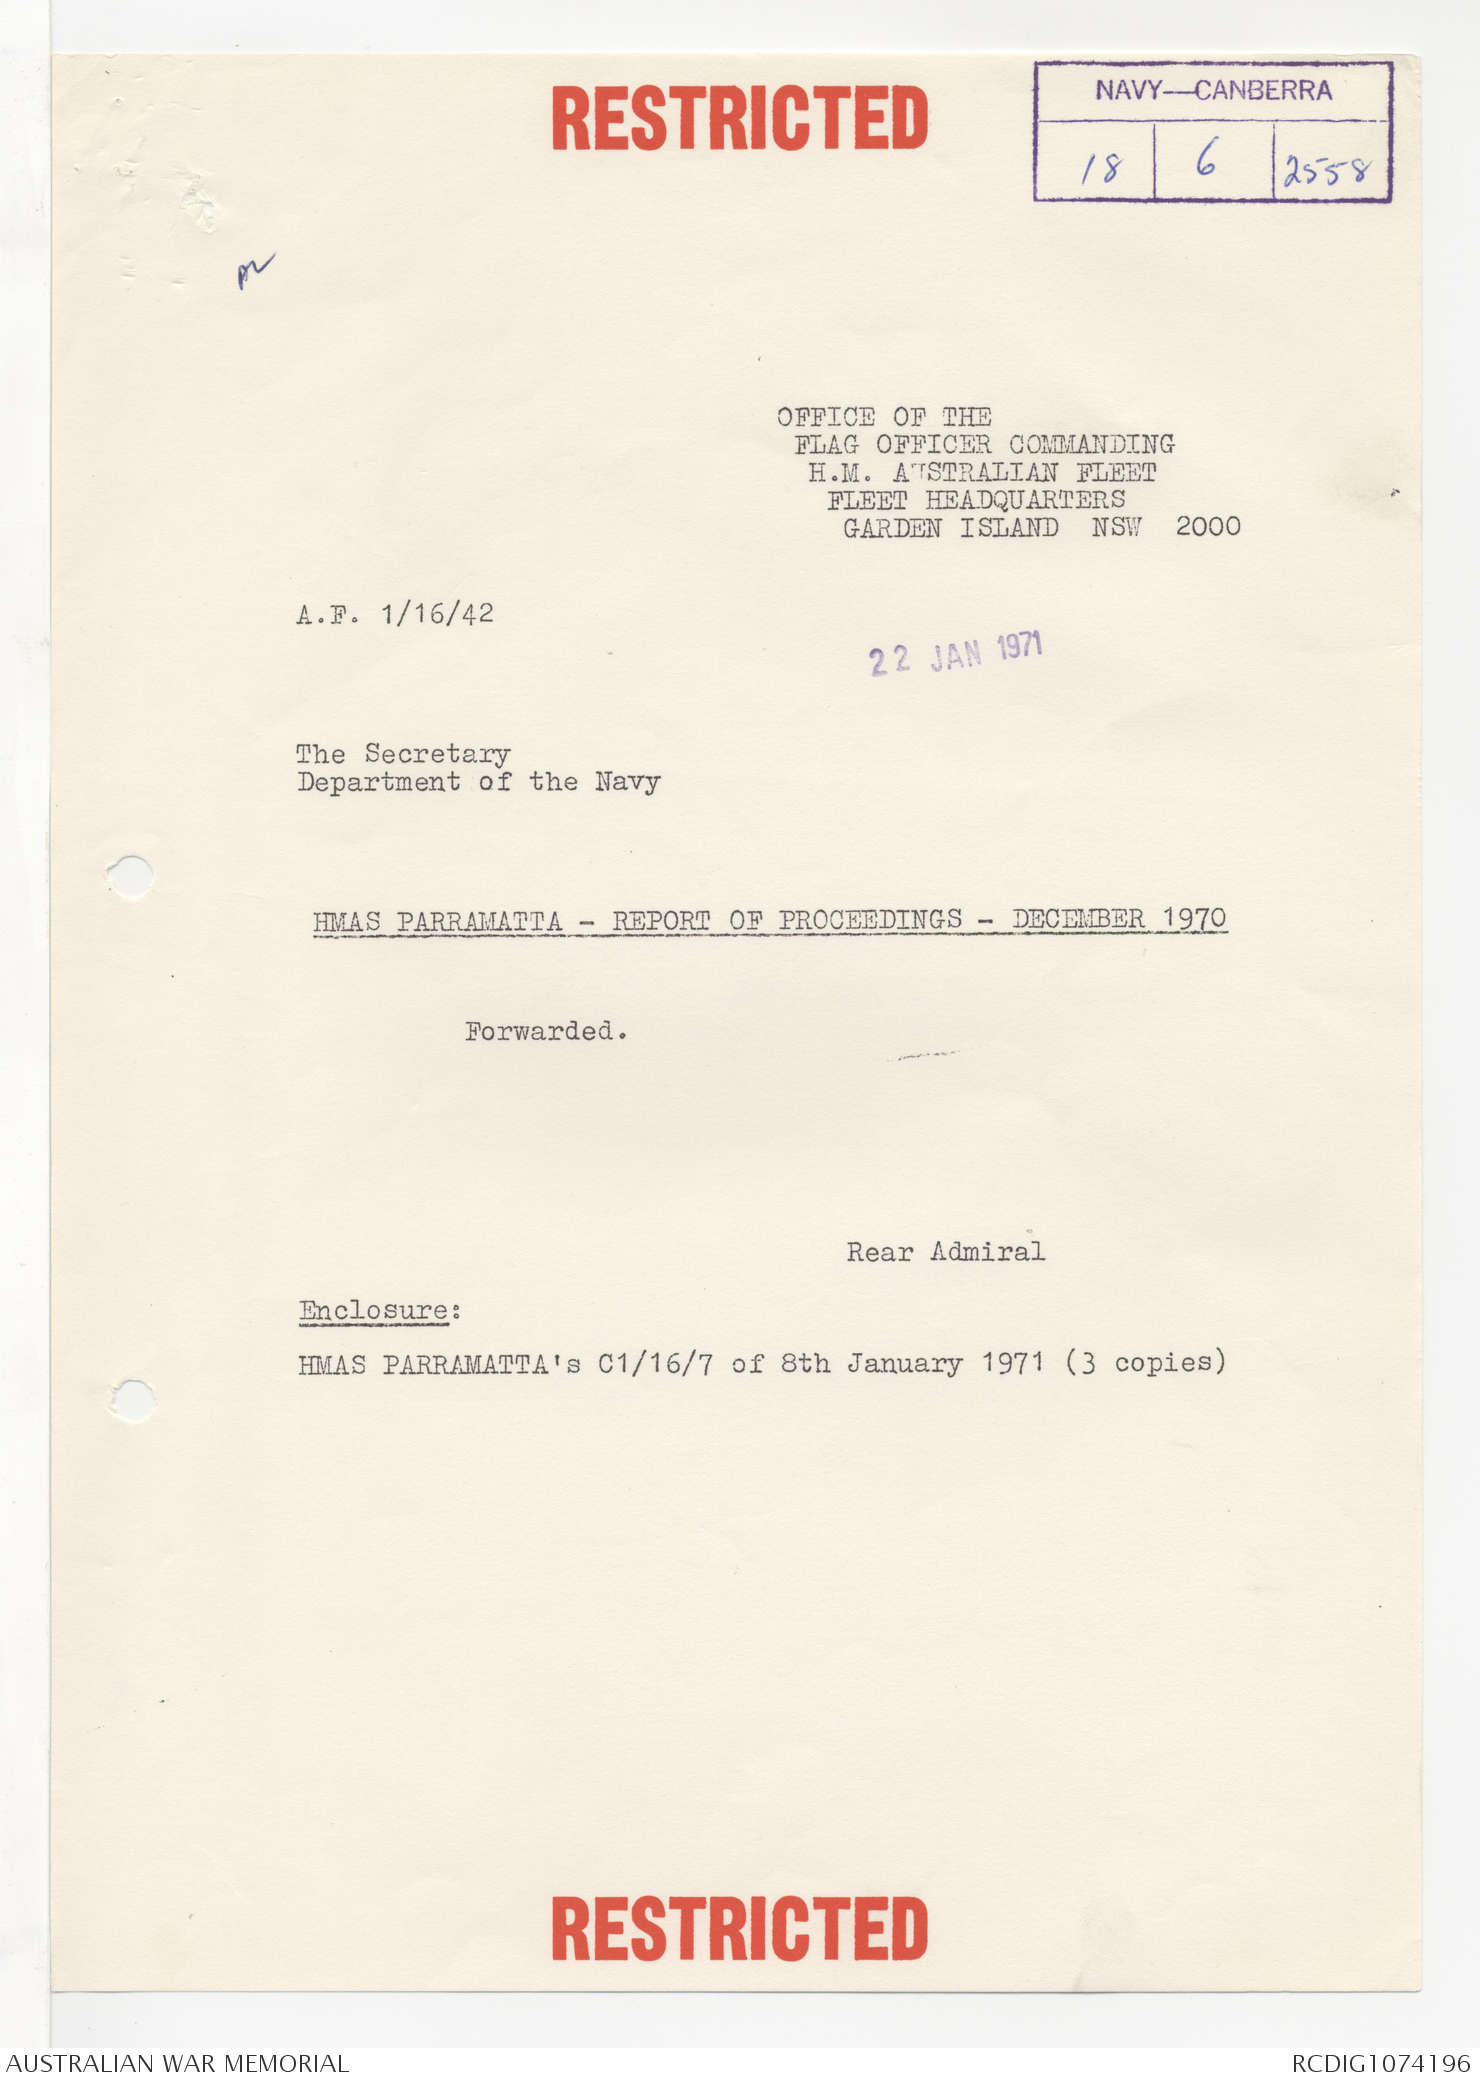 RESTRICTED
NAVY—CANBERRA
18 6 2558
OFFICE OF THE
FLAG OFFICER COMMANDING
H.M. AUSTRALIAN FLEET
FLEET HEADQUARTERS
GARDEN ISLAND NSW 2000
A.F. 1/16/42
22 JAN 1971
The Secretary
Department of the Navy
HMAS PARRAMATTA - REPORT OF PROCEEDINGS - DECEMBER 1970
Forwarded.
Rear Admiral
Enclosure:
HMAS PARRAMATTA's C1/16/7 of 8th January 1971 (3 copies)
RESTRICTED
AUSTRALIAN WAR MEMORIAL
RCDIG1074196